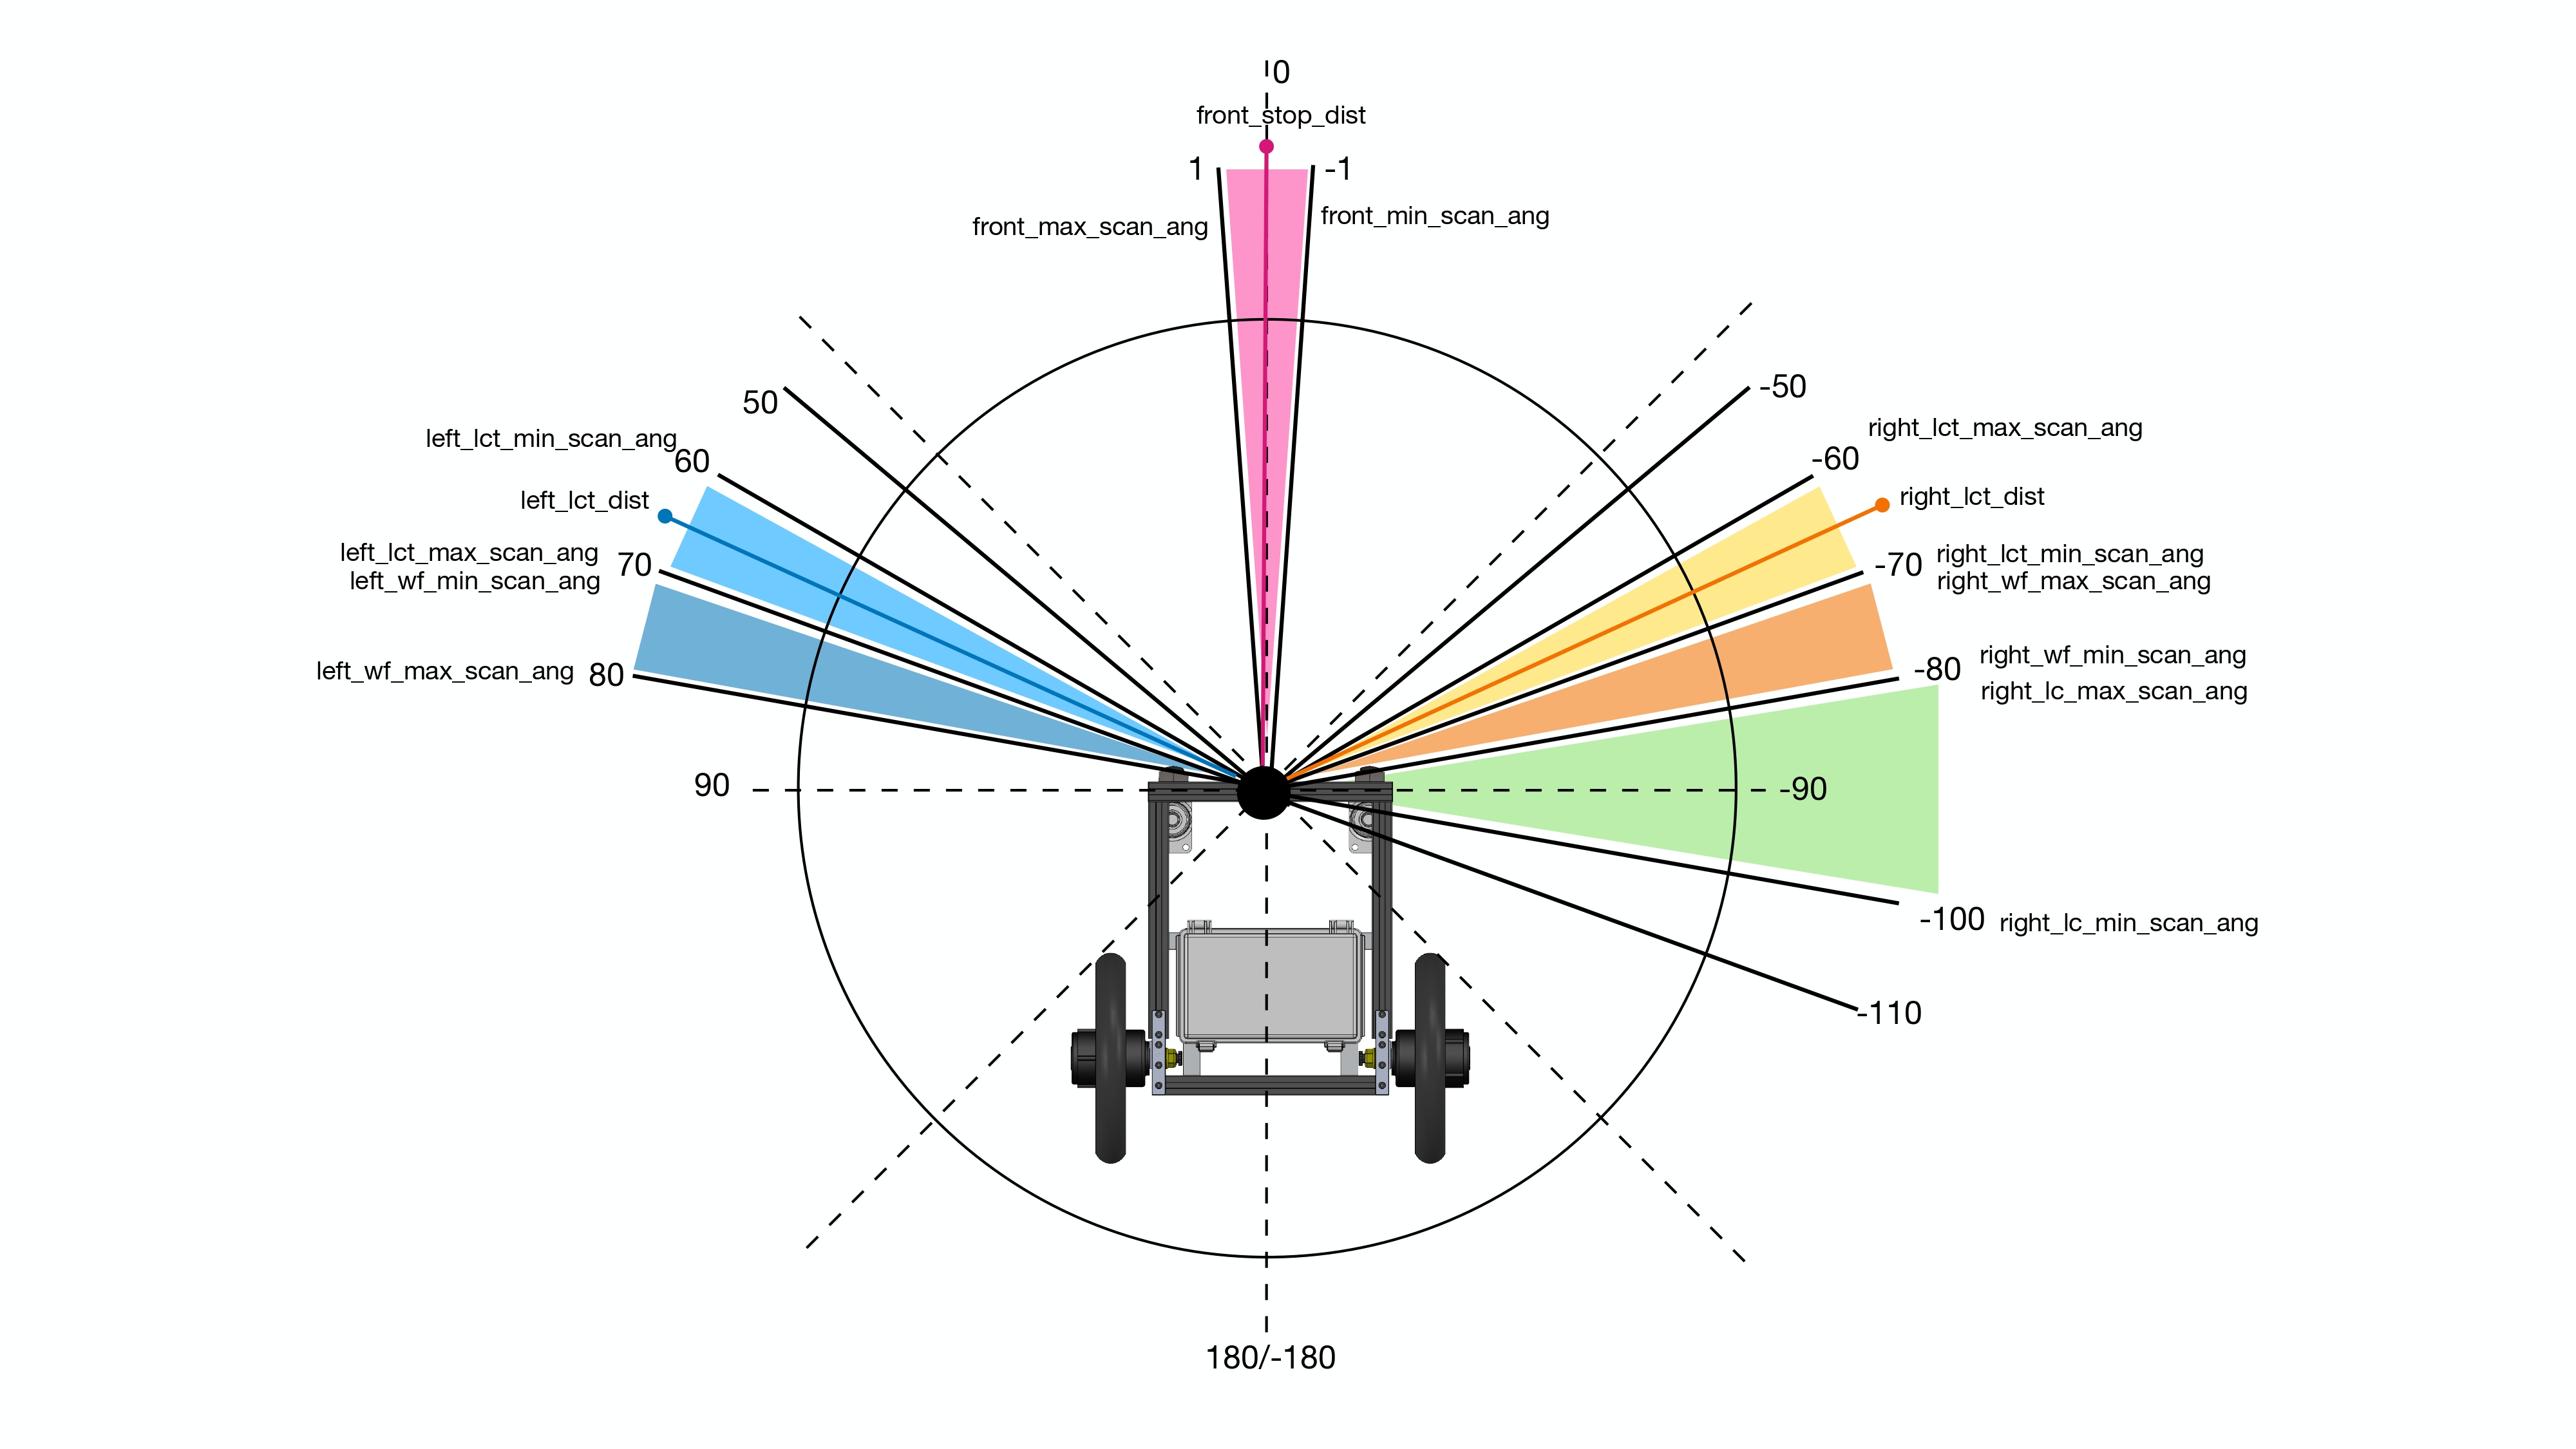 0
front_stop_dist
1
-1
front_max_scan_ang
front_min_scan_ang
50
-50
left_lct_min_scan_ang
60
right_lct_max_scan_ang
-60
left_lct_dist
right_lct_dist
left_lct_max_scan_ang
left_wf_min_scan_ang
70
-70
right_lct_min_scan_ang
right_wf_max_scan_ang
left_wf_max_scan_ang
80
-80
right_wf_min_scan_ang
right_lc_max_scan_ang
90
-90
-100
right_lc_min_scan_ang
-110
180/-180